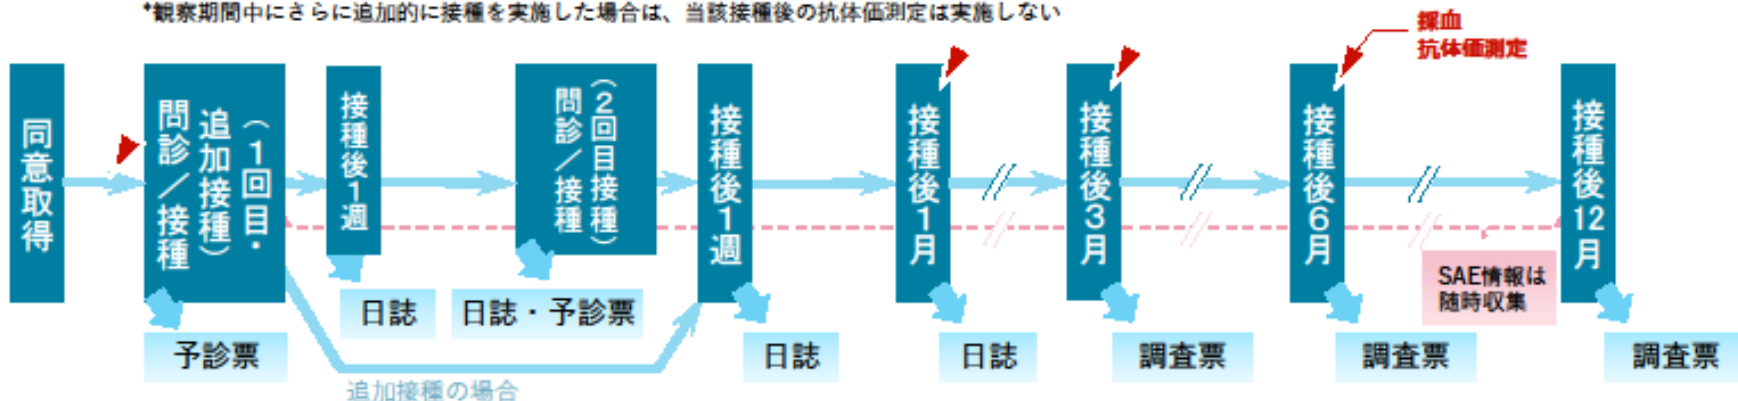 *観察期間中にさらに追加的に接種を実施した場合は、当該接種後の抗体価測定は実施しない
採血
抗体価測定
同意取得
（１回目・
追加接種）
問診／接種
接種後１週
（２回目接種）
問診／接種
接種後１週
接種後１月
接種後３月
接種後６月
接種後12月
SAE情報は
随時収集
予診票
日誌
日誌・予診票
日誌
日誌
調査票
調査票
調査票
追加接種の場合